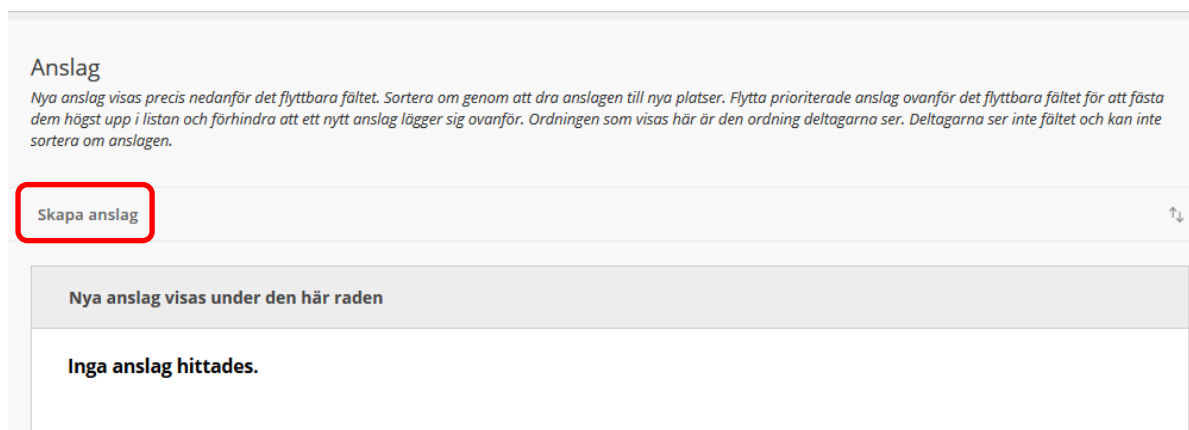 Anslag
Nya anslag visas precis nedanför det flyttbara fältet. Sortera om genom att dra anslagen till nya platser. Flytta prioriterade anslag ovanför det flyttbara fältet för att fästa
dem högst upp i listan och förhindra att ett nytt anslag lägger sig ovanför. Ordningen som visas här är den ordning deltagarna ser. Deltagarna ser inte fältet och kan inte
sortera om anslagen.
Skapa anslag
Nya anslag visas under den här raden
Inga anslag hittades.